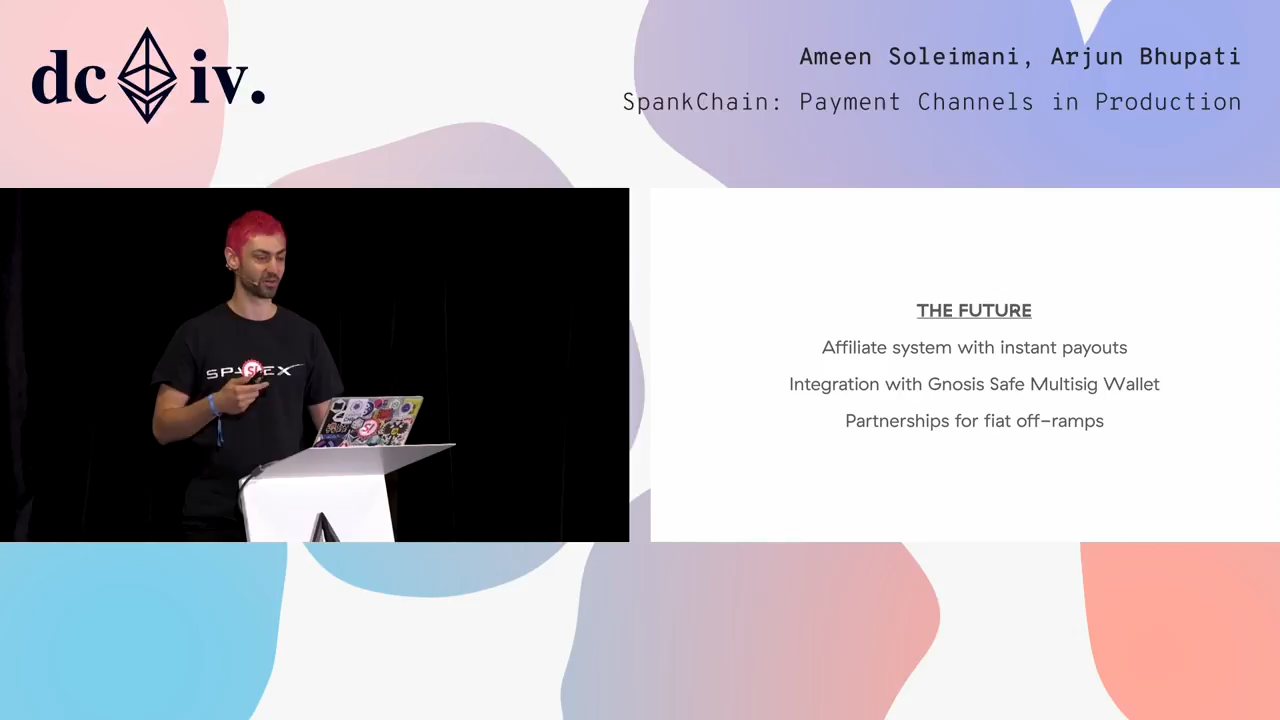 dc iv.
Ameen Soleimani, Arjun Bhupati
SpankChain: Payment Channels in Production
THE FUTURE
Affiliate system with instant payouts
Integration with Gnosis Safe Multisig Wallet
Partnerships for fiat off-ramps